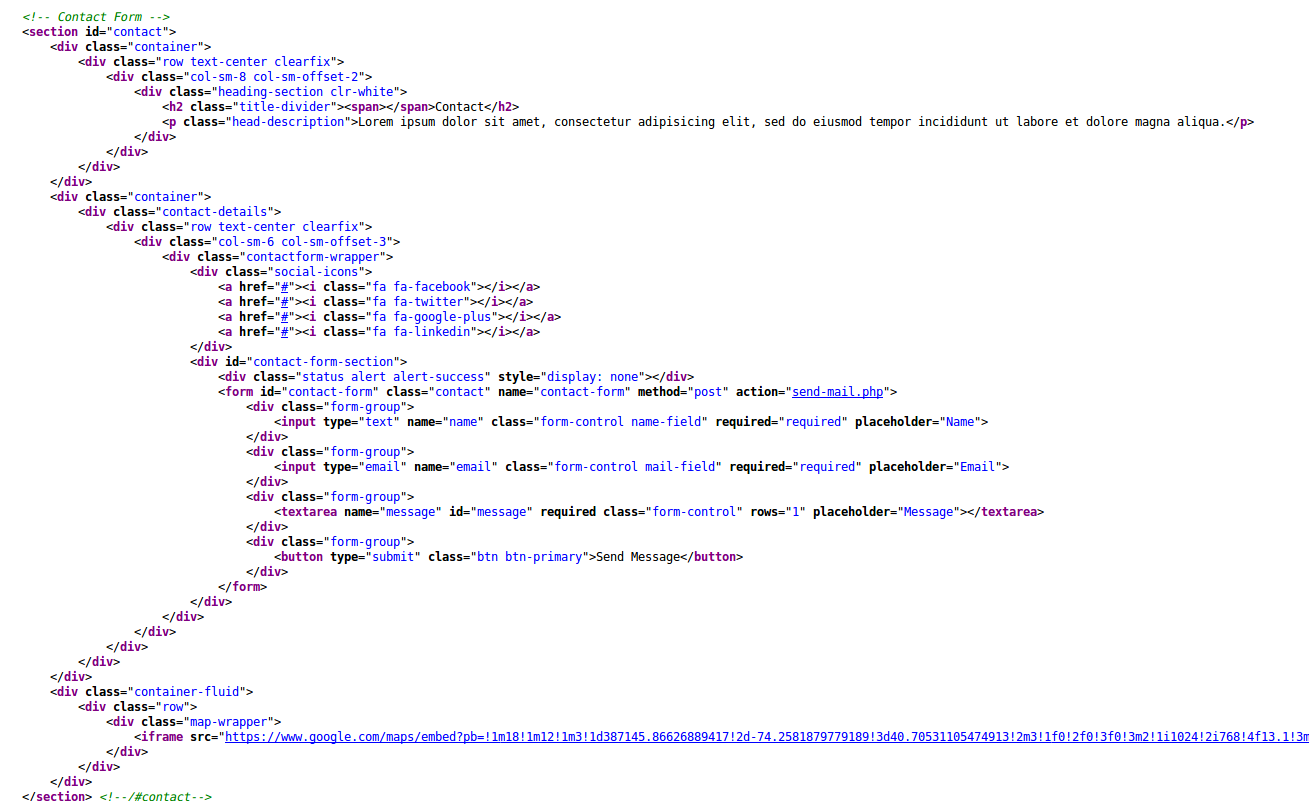 <!-- Contact Form -->
<section id="contact">
    <div class="container">
        <div class="row text-center clearfix">
            <div class="col-sm-8 col-sm-offset-2">
                <div class="heading-section clr-white">
                    <h2 class="title-divider"><span></span>Contact</h2>
                    <p class="head-description">Lorem ipsum dolor sit amet, consectetur adipisicing elit, sed do eiusmod tempor incididunt ut labore et dolore magna aliqua.</p>
                </div>
            </div>
        </div>
    </div>
    <div class="container">
        <div class="contact-details">
            <div class="row text-center clearfix">
                <div class="col-sm-6 col-sm-offset-3">
                    <div class="contactform-wrapper">
                        <div class="social-icons">
                            <a href="#"><i class="fa fa-facebook"></i></a>
                            <a href="#"><i class="fa fa-twitter"></i></a>
                            <a href="#"><i class="fa fa-google-plus"></i></a>
                            <a href="#"><i class="fa fa-linkedin"></i></a>
                        </div>
                        <div id="contact-form-section">
                            <div class="status alert alert-success" style="display: none"></div>
                            <form id="contact-form" class="contact" name="contact-form" method="post" action="send-mail.php">
                                <div class="form-group">
                                    <input type="text" name="name" class="form-control name-field" required="required" placeholder="Name">
                                </div>
                                <div class="form-group">
                                    <input type="email" name="email" class="form-control mail-field" required="required" placeholder="Email">
                                </div>
                                <div class="form-group">
                                    <textarea name="message" id="message" required class="form-control" rows="1" placeholder="Message"></textarea>
                                </div>
                                <div class="form-group">
                                    <button type="submit" class="btn btn-primary">Send Message</button>
                                </div>
                            </form>
                        </div>
                    </div>
                </div>
            </div>
        </div>
    </div>
    <div class="container-fluid">
        <div class="row">
            <div class="map-wrapper">
                <iframe src="https://www.google.com/maps/embed?pb=!1m18!1m12!1m3!1d387145.86626889417!2d-74.2581879779189!3d40.70531105474913!2m3!1f0!2f0!3f0!3m2!1i1024!2i768!4f13.1!3m
            </div>
        </div>
    </div>
</section> <!--/#contact-->